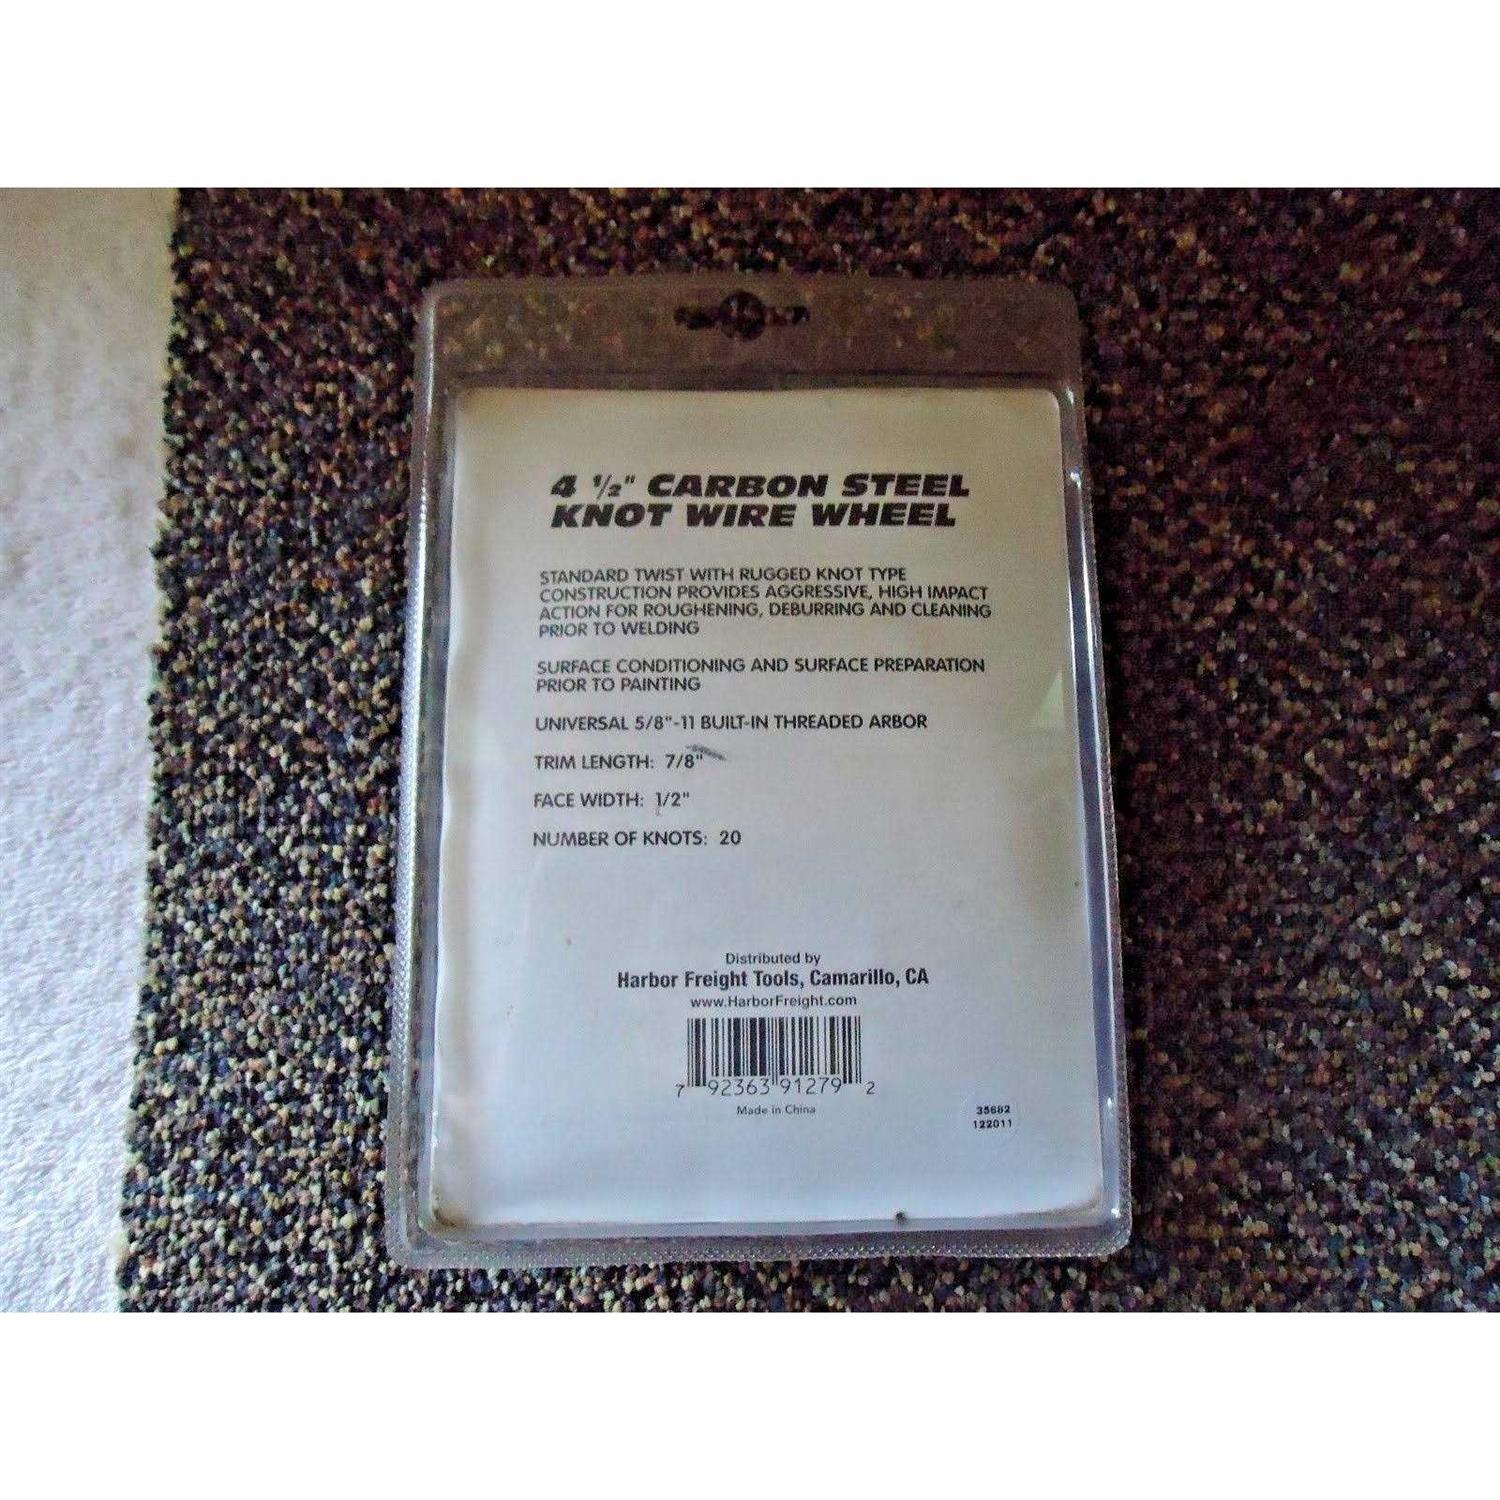 4 ½" CARBON STEEL
KNOT WIRE WHEEL
STANDARD TWIST WITH RUGGED KNOT TYPE
CONSTRUCTION PROVIDES AGGRESSIVE, HIGH IMPACT
ACTION FOR ROUGHENING, DEBURRING AND CLEANING
PRIOR TO WELDING
SURFACE CONDITIONING AND SURFACE PREPARATION
PRIOR TO PAINTING
UNIVERSAL 5/8"-11 BUILT-IN THREADED ARBOR
TRIM LENGTH: 7/8"
FACE WIDTH: 1/2"
NUMBER OF KNOTS: 20
Distributed by
Harbor Freight Tools, Camarillo, CA
www.HarborFreight.com
7 92363 91279 2
Made in China
35682
122011